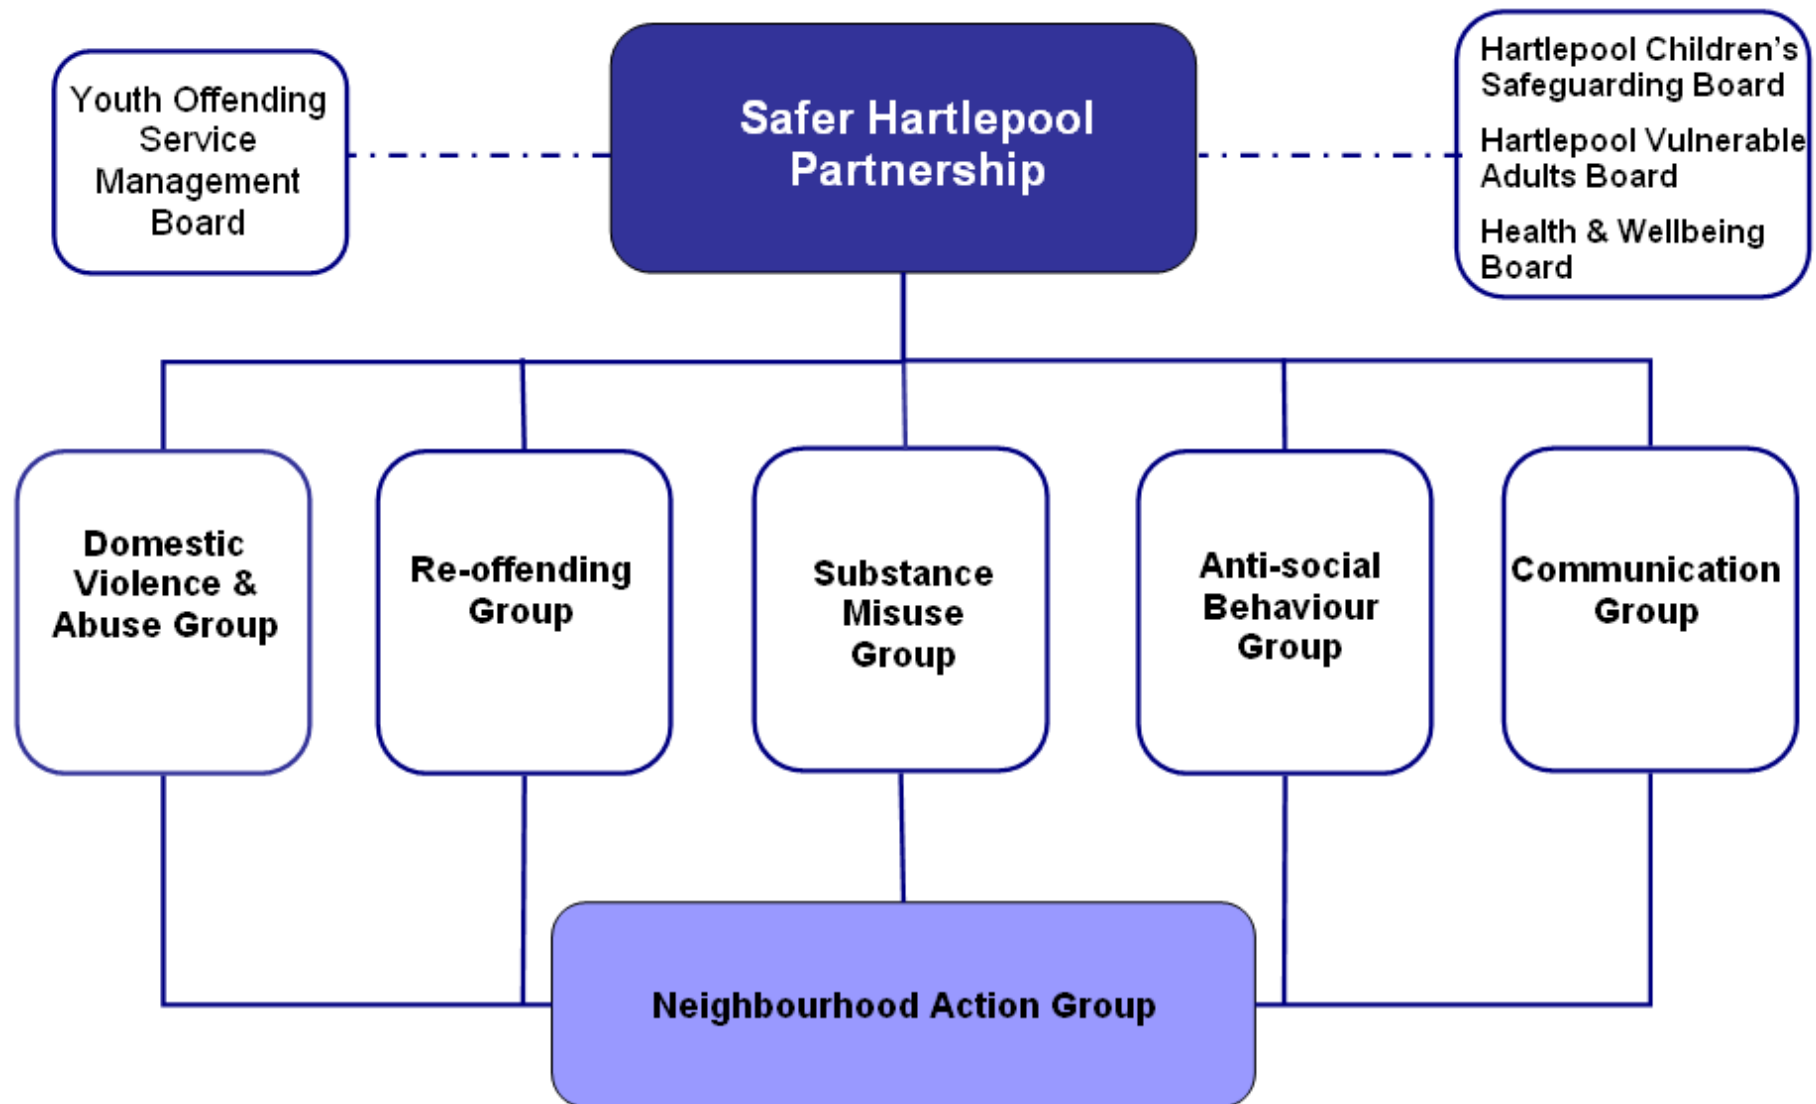 Youth Offending
Service
Management
Board
Safer Hartlepool
Partnership
Hartlepool Children’s
Safeguarding Board
Hartlepool Vulnerable
Adults Board
Health & Wellbeing
Board
Domestic
Violence &
Abuse Group
Re-offending
Group
Substance
Misuse
Group
Anti-social
Behaviour
Group
Communication
Group
Neighbourhood Action Group